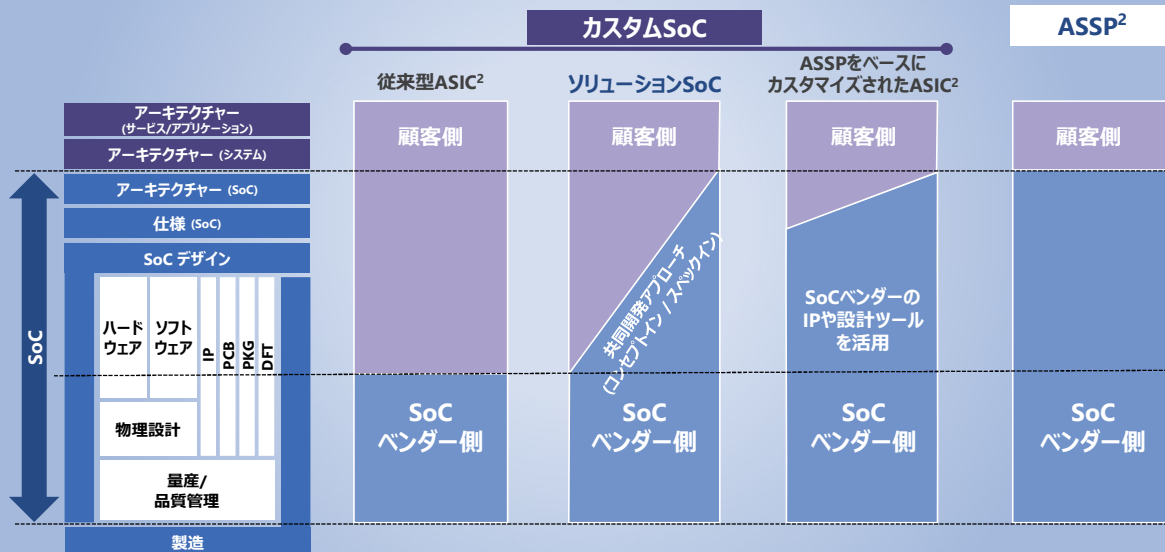 カスタムSoC
ASSP2
従来型ASIC2
ソリューションSoC
ASSPをベースに
カスタマイズされたASIC2
アーキテクチャー
(サービス/アプリケーション)
アーキテクチャー (システム)
アーキテクチャー (SoC)
仕様 (SoC)
SoC デザイン
ハード
ウェア
ソフト
ウェア
IP
PCB
PKG
DFT
物理設計
量産/
品質管理
製造
SoC
顧客側
SoC
ベンダー側
顧客側
共同開発アプローチ
(コンセプトイン / スペックイン)
SoC
ベンダー側
顧客側
SoCベンダーの
IPや設計ツール
を活用
SoC
ベンダー側
顧客側
SoC
ベンダー側